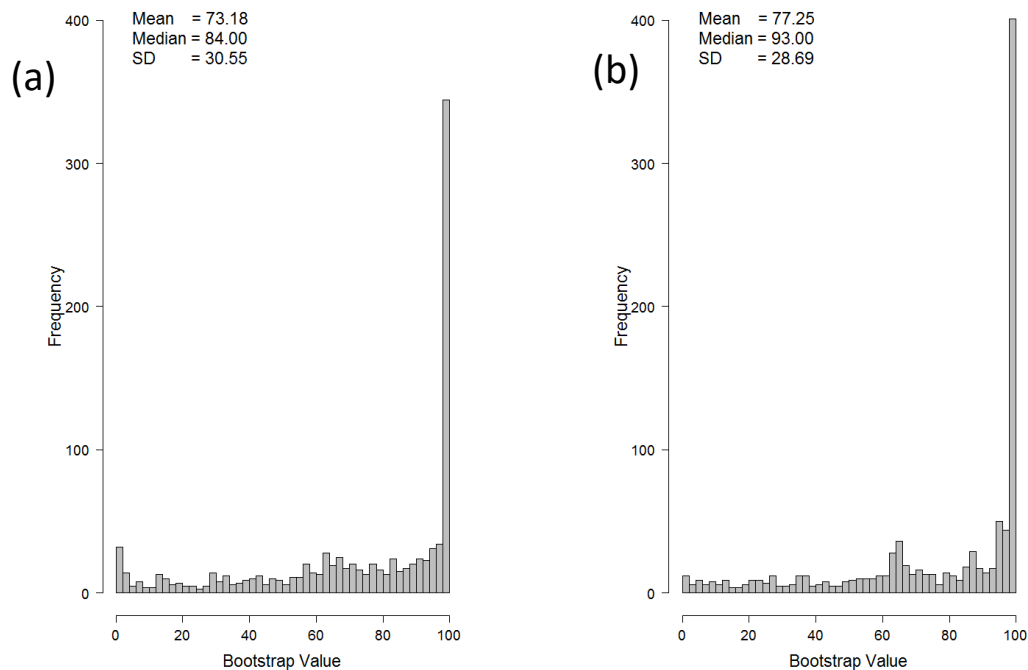 (a)
Mean = 73.18
Median = 84.00
SD = 30.55
400
300
200
100
0
Frequency
0 20 40 60 80 100
Bootstrap Value
(b)
Mean = 77.25
Median = 93.00
SD = 28.69
400
300
200
100
0
Frequency
0 20 40 60 80 100
Bootstrap Value